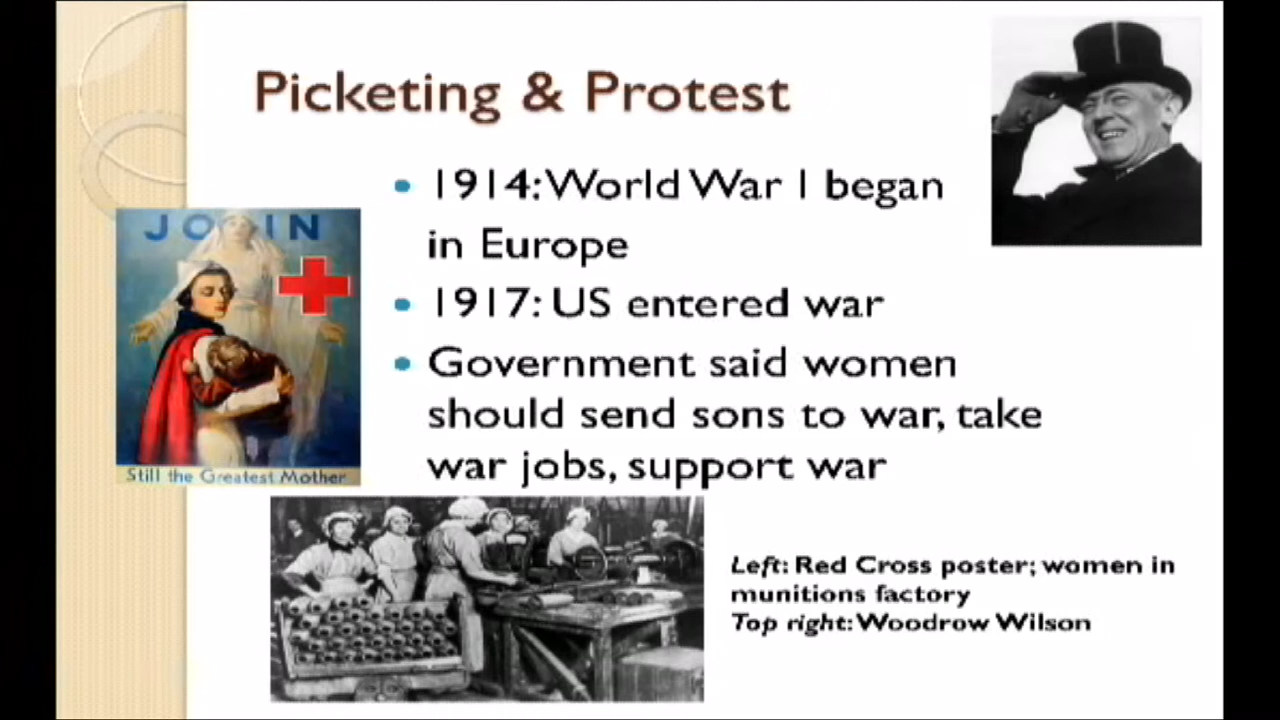 Picketing & Protest
• 1914: World War I began
in Europe
• 1917: US entered war
• Government said women
should send sons to war, take
war jobs, support war
JOIN
Still the Greatest Mother
Left: Red Cross poster; women in
munitions factory
Top right: Woodrow Wilson